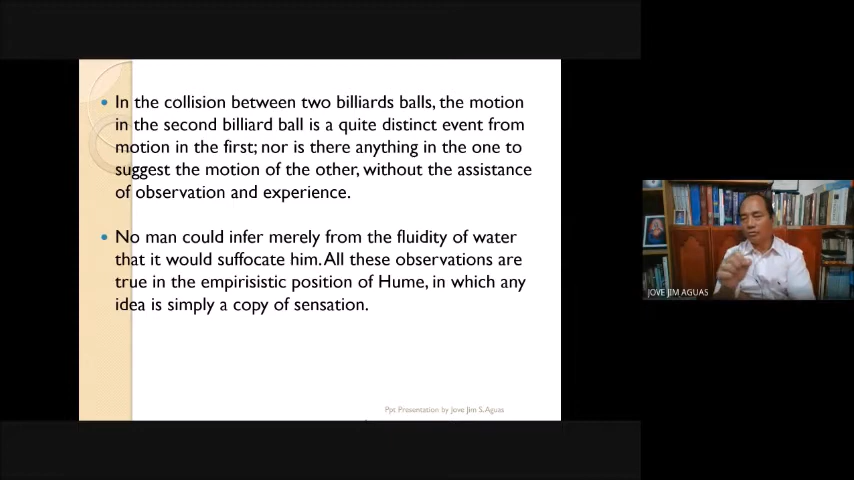 In the collision between two billiards balls, the motion
in the second billiard ball is a quite distinct event from
motion in the first; nor is there anything in the one to
suggest the motion of the other, without the assistance
of observation and experience.
No man could infer merely from the fluidity of water
that it would suffocate him. All these observations are
true in the empirisistic position of Hume, in which any
idea is simply a copy of sensation.
Ppt Presentation by Jove Jim S. Aguas
JOVE JIM AGUAS